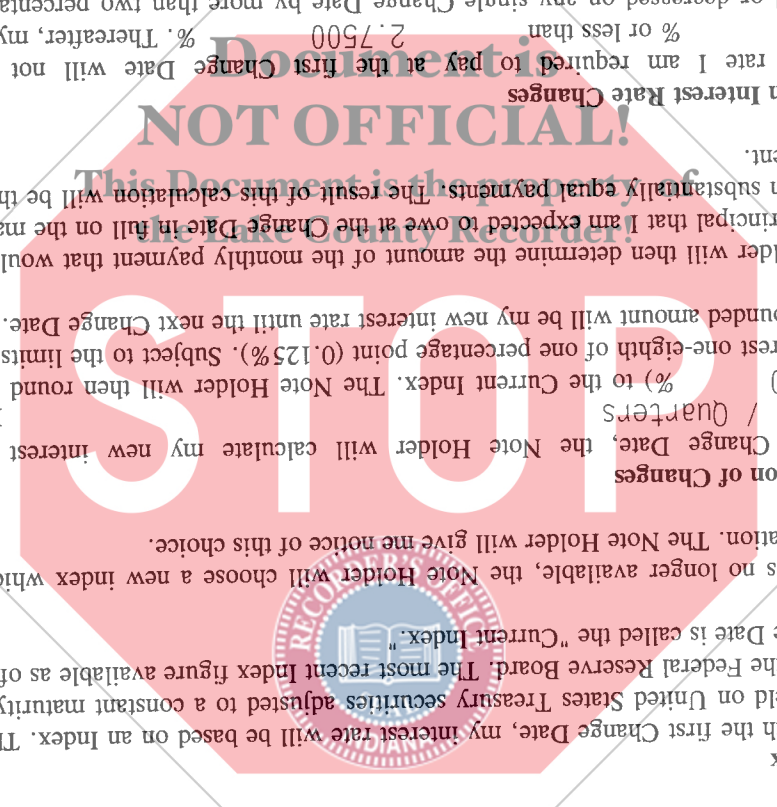 x
h the first Change Date, my interest rate will be based on an Index. Th
eld on United States Treasury securities adjusted to a constant maturity
he Federal Reserve Board. The most recent Index figure available as of
e Date is called the "Current Index."
s no longer available, the Note Holder will choose a new index whic
ation. The Note Holder will give me notice of this choice.
on of Changes
Change Date, the Note Holder will calculate my new interest
/ Quarters
%) to the Current Index. The Note Holder will then round
rest one-eighth of one percentage point (0.125%). Subject to the limits
ounded amount will be my new interest rate until the next Change Date.
lder will then determine the amount of the monthly payment that woul
rincipal that I am expected to owe at the Change Date in full on the ma
n substantially equal payments. The result of this calculation will be th
ent.
n Interest Rate Changes
rate I am required to pay at the first Change Date will not
% or less than 2.7500 %. Thereafter, my
d or decreased on any single Change Date by more than two percenta
Document is
NOT OFFICIAL!
This Document is the property of
the Lake County Recorder!
STOP
RECORDER'S OFFICE
INDIANA